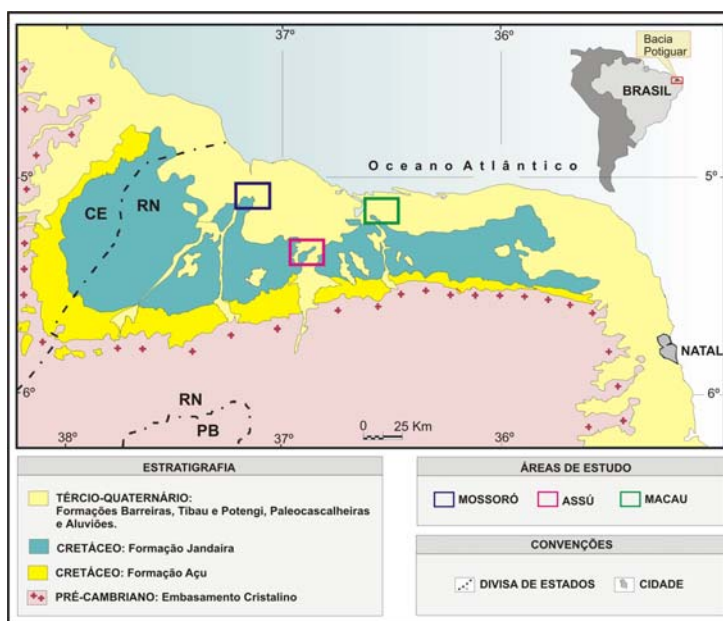 37º
36º
Bacia
Potiguar
BRASIL
Oceano Atlântico
5º
5º
CE
RN
NATAL
6º
RN
6º
PB
38º
37º
0 25 Km
36º
ESTRATIGRAFIA
TÉRCIO-QUATERNÁRIO:
Formações Barreiras, Tibau e Potengi, Paleocascalheiras
e Aluviões.
CRETÁCEO: Formação Jandaíra
CRETÁCEO: Formação Açu
PRÉ-CAMBRIANO: Embasamento Cristalino
ÁREAS DE ESTUDO
MOSSORÓ
ASSÚ
MACAU
CONVENÇÕES
DIVISA DE ESTADOS
CIDADE